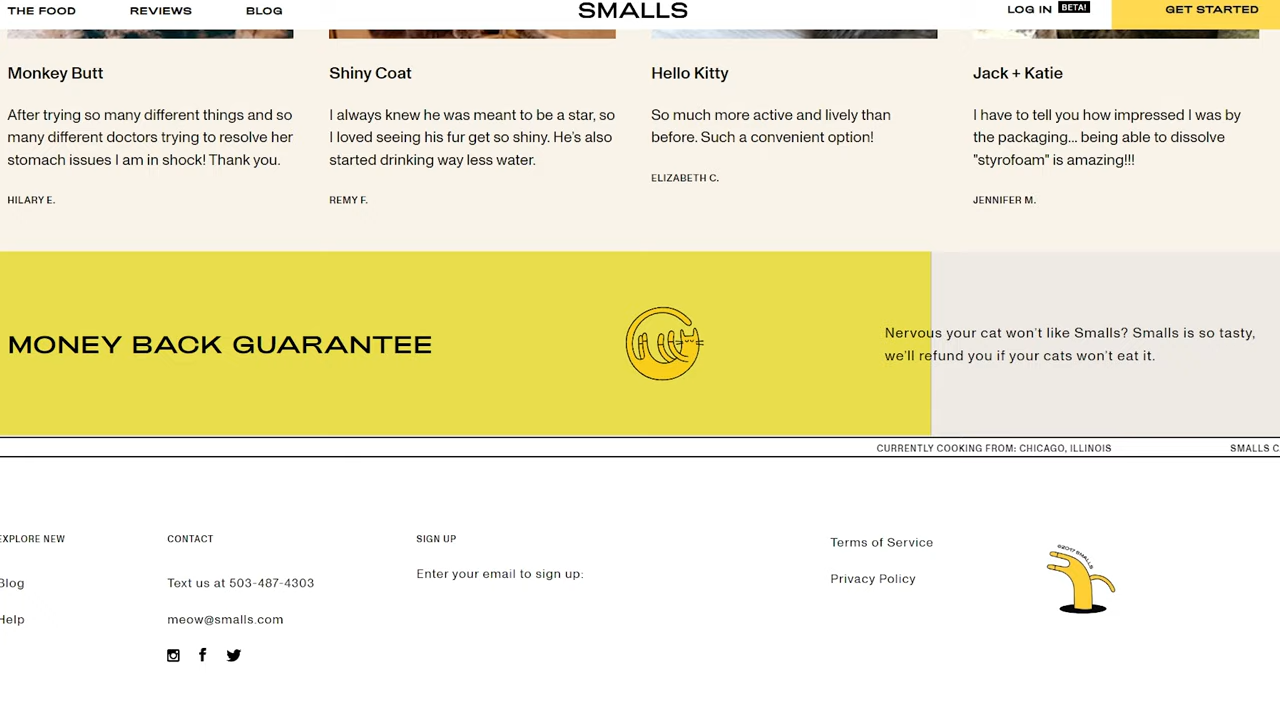 THE FOOD REVIEWS BLOG SMALLS LOG IN BETA! GET STARTED
Monkey Butt
After trying so many different things and so
many different doctors trying to resolve her
stomach issues I am in shock! Thank you.
HILARY E.
Shiny Coat
I always knew he was meant to be a star, so
I loved seeing his fur get so shiny. He's also
started drinking way less water.
REMY F.
Hello Kitty
So much more active and lively than
before. Such a convenient option!
ELIZABETH C.
Jack + Katie
I have to tell you how impressed I was by
the packaging... being able to dissolve
"styrofoam" is amazing!!!
JENNIFER M.
MONEY BACK GUARANTEE
Nervous your cat won't like Smalls? Smalls is so tasty,
we'll refund you if your cats won't eat it.
CURRENTLY COOKING FROM: CHICAGO, ILLINOIS SMALLS C
EXPLORE NEW
Blog
Help
CONTACT
Text us at 503-487-4303
meow@smalls.com
SIGN UP
Enter your email to sign up:
Terms of Service
Privacy Policy
©2017 SMALLS